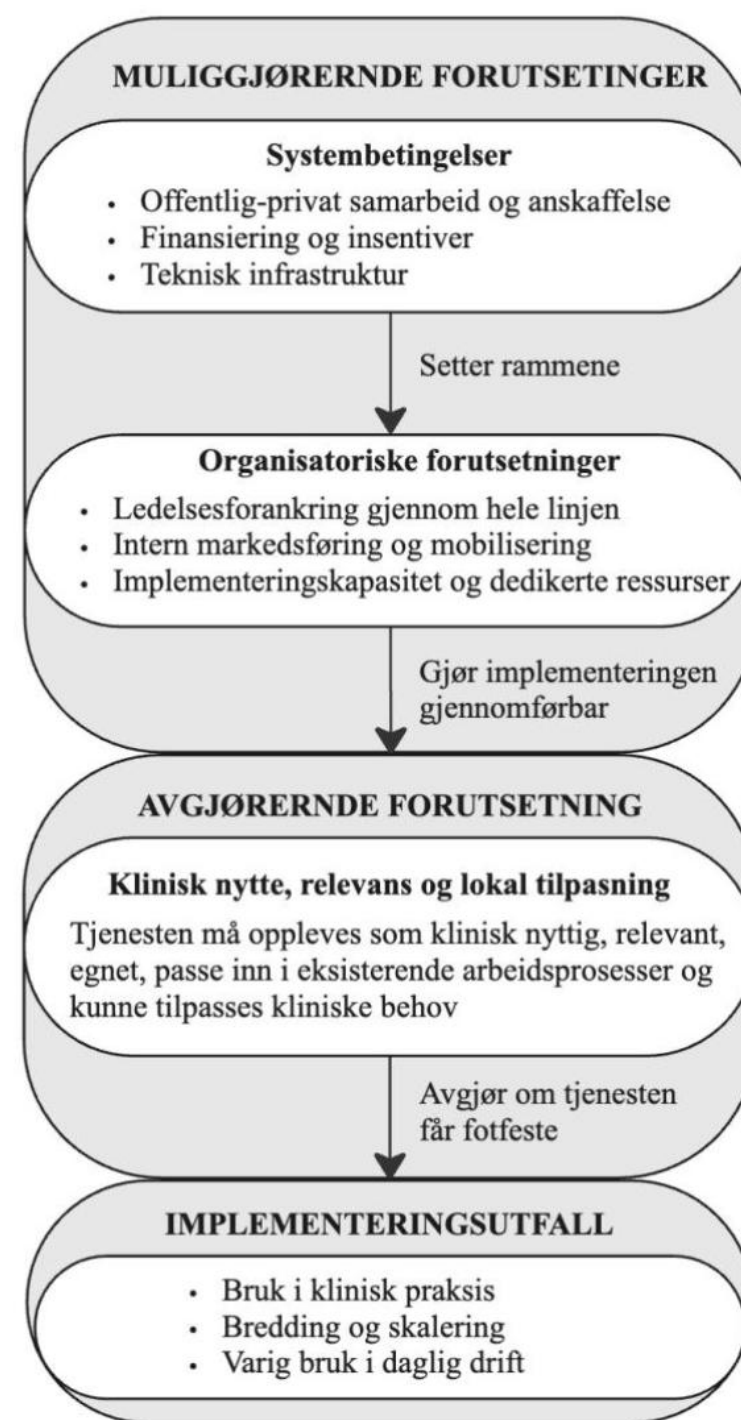 MULIGGJØRERNDE FORUTSETINGER
Systembetingelser
• Offentlig-privat samarbeid og anskaffelse
• Finansiering og insentiver
• Teknisk infrastruktur
Setter rammene
Organisatoriske forutsetninger
• Ledelsesforankring gjennom hele linjen
• Intern markedsføring og mobilisering
• Implementeringskapasitet og dedikerte ressurser
Gjør implementeringen
gjennomførbar
AVGJØRERNDE FORUTSETNING
Klinisk nytte, relevans og lokal tilpasning
Tjenesten må oppleves som klinisk nyttig, relevant,
egnet, passe inn i eksisterende arbeidsprosesser og
kunne tilpasses kliniske behov
Avgjør om tjenesten
får fotfeste
IMPLEMENTERINGSUTFALL
• Bruk i klinisk praksis
• Bredding og skalering
• Varig bruk i daglig drift